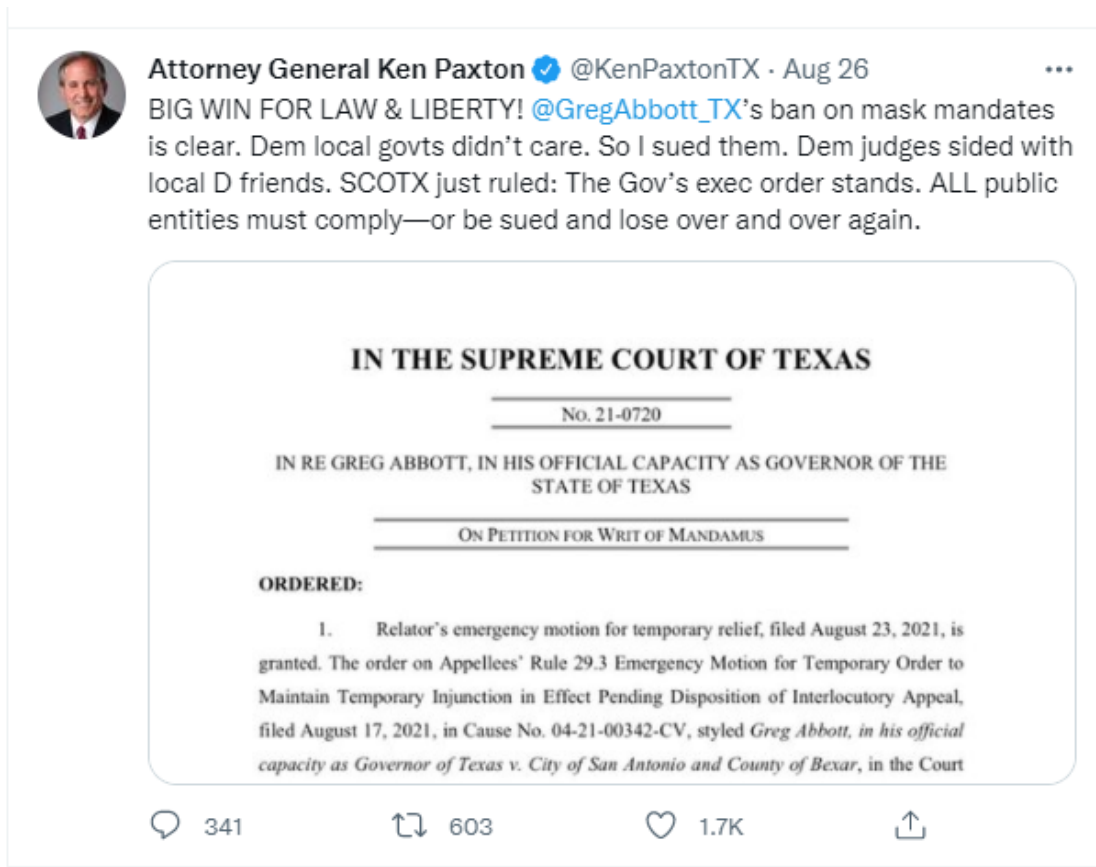 Attorney General Ken Paxton @KenPaxtonTX · Aug 26
BIG WIN FOR LAW & LIBERTY! @GregAbbott_TX’s ban on mask mandates
is clear. Dem local govts didn’t care. So I sued them. Dem judges sided with
local D friends. SCOTX just ruled: The Gov’s exec order stands. ALL public
entities must comply—or be sued and lose over and over again.
IN THE SUPREME COURT OF TEXAS
No. 21-0720
IN RE GREG ABBOTT, IN HIS OFFICIAL CAPACITY AS GOVERNOR OF THE
STATE OF TEXAS
ON PETITION FOR WRIT OF MANDAMUS
ORDERED:
1. Relator’s emergency motion for temporary relief, filed August 23, 2021, is
granted. The order on Appellees’ Rule 29.3 Emergency Motion for Temporary Order to
Maintain Temporary Injunction in Effect Pending Disposition of Interlocutory Appeal,
filed August 17, 2021, in Cause No. 04-21-00342-CV, styled Greg Abbott, in his official
capacity as Governor of Texas v. City of San Antonio and County of Bexar, in the Court
341 603 1.7K